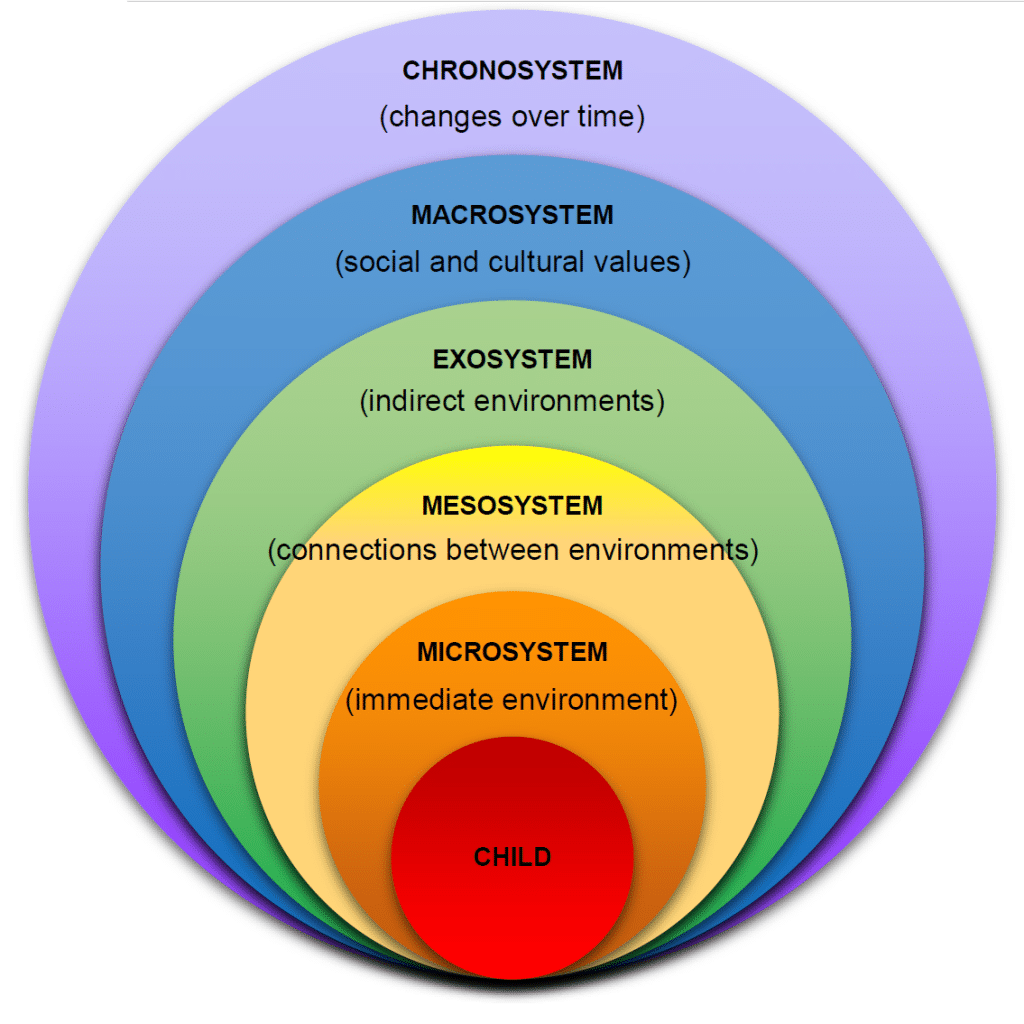 CHRONOSYSTEM
(changes over time)
MACROSYSTEM
(social and cultural values)
EXOSYSTEM
(indirect environments)
MESOSYSTEM
(connections between environments)
MICROSYSTEM
(immediate environment)
CHILD